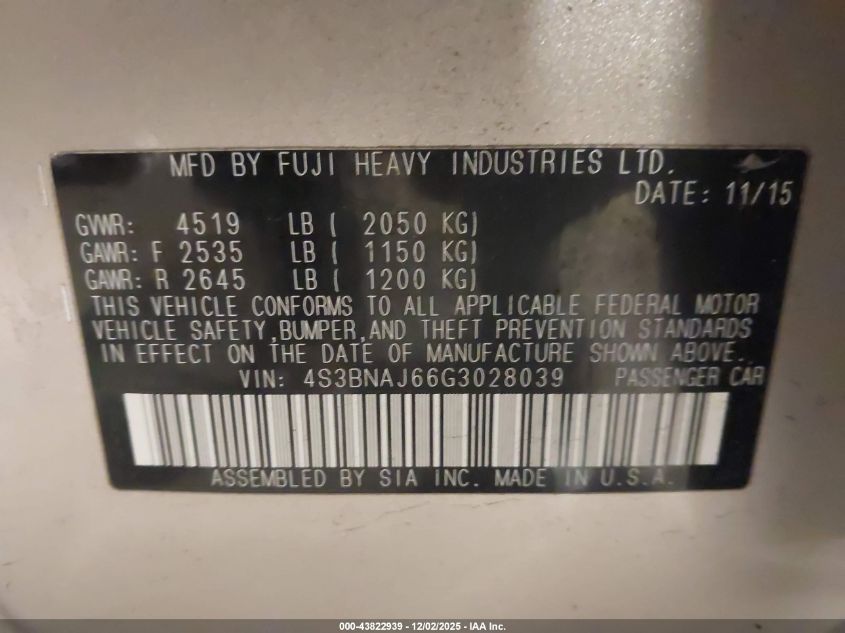 MFD BY FUJI HEAVY INDUSTRIES LTD.
DATE: 11/15
GVWR: 4519 LB ( 2050 KG)
GAWR: F 2535 LB ( 1150 KG)
GAWR: R 2645 LB ( 1200 KG)
THIS VEHICLE CONFORMS TO ALL APPLICABLE FEDERAL MOTOR
VEHICLE SAFETY,BUMPER,AND THEFT PREVENTION STANDARDS
IN EFFECT ON THE DATE OF MANUFACTURE SHOWN ABOVE.
VIN: 4S3BNAJ66G3028039 PASSENGER CAR
ASSEMBLED BY SIA INC. MADE IN U.S.A.
000-43822939 - 12/02/2025 - IAA Inc.